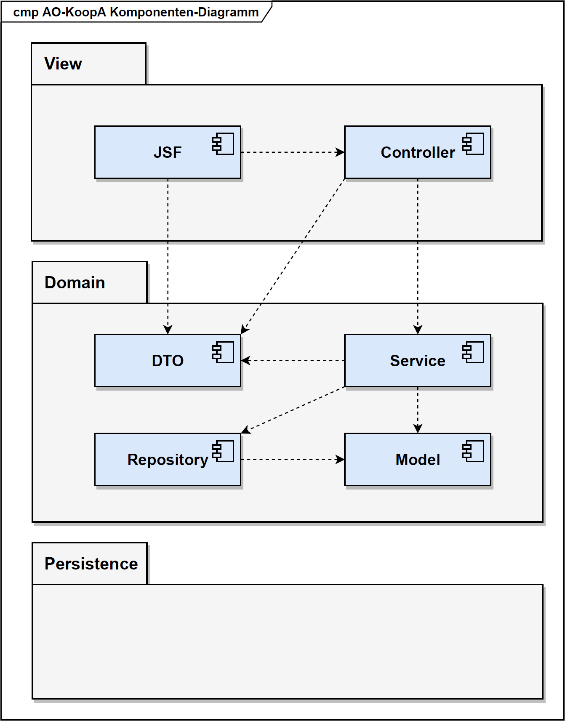 cmp AO-KoopA Komponenten-Diagramm
View
JSF
Controller
Domain
DTO
Service
Repository
Model
Persistence